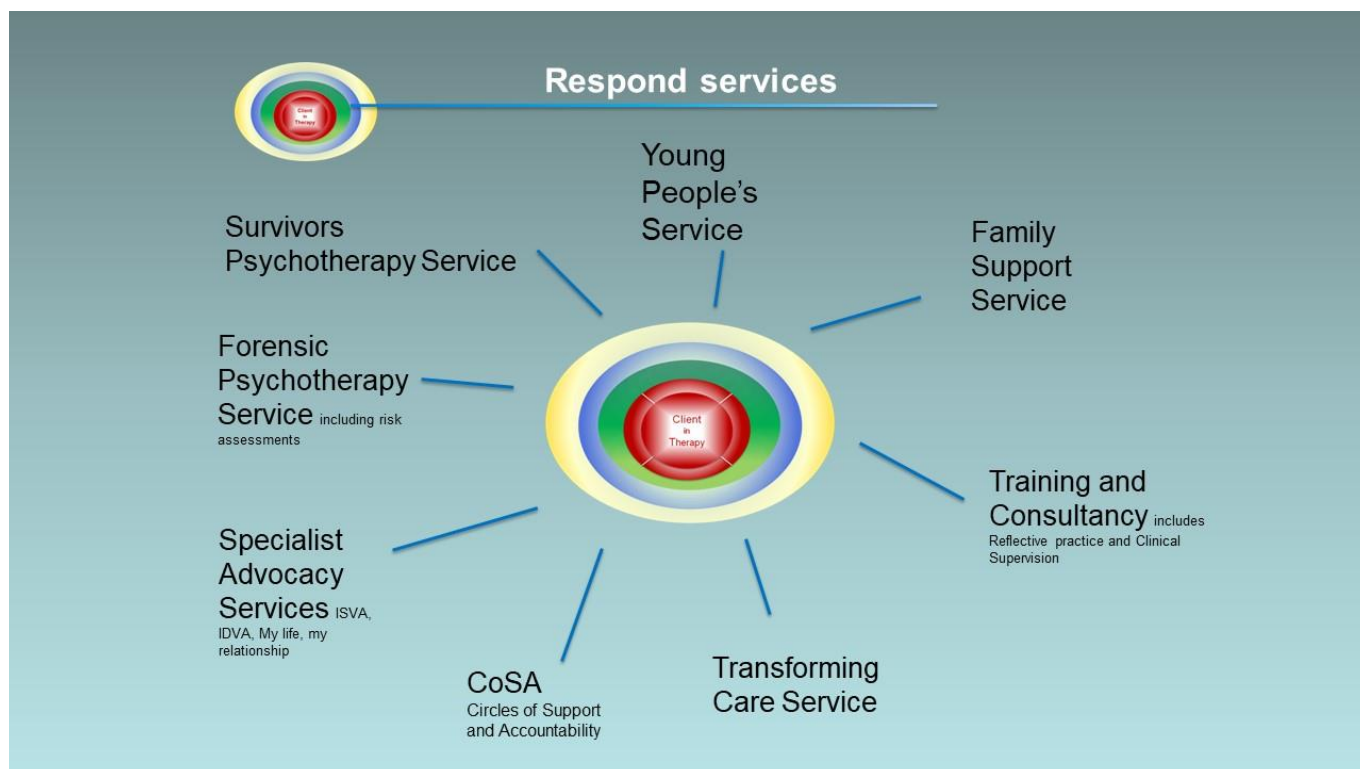 Respond services
Client
in
Therapy
Young
People's
Service
Survivors
Psychotherapy Service
Family
Support
Service
Forensic
Psychotherapy
Service including risk
assessments
Client
in
Therapy
Training and
Consultancy includes
Reflective practice and Clinical
Supervision
Specialist
Advocacy
Services ISVA,
IDVA, My life, my
relationship
CoSA
Circles of Support
and Accountability
Transforming
Care Service